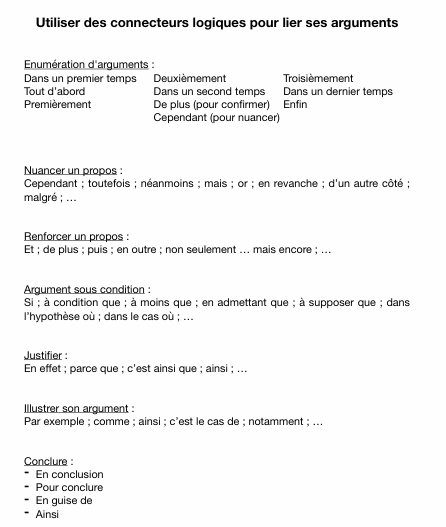 Utiliser des connecteurs logiques pour lier ses arguments
Enumération d'arguments :
Dans un premier temps Deuxièmement Troisièmement
Tout d'abord Dans un second temps Dans un dernier temps
Premièrement De plus (pour confirmer) Enfin
Cependant (pour nuancer)
Nuancer un propos :
Cependant ; toutefois ; néanmoins ; mais ; or ; en revanche ; d'un autre côté ;
malgré ; …
Renforcer un propos :
Et ; de plus ; puis ; en outre ; non seulement … mais encore ; …
Argument sous condition :
Si ; à condition que ; à moins que ; en admettant que ; à supposer que ; dans
l'hypothèse où ; dans le cas où ; …
Justifier :
En effet ; parce que ; c'est ainsi que ; ainsi ; …
Illustrer son argument :
Par exemple ; comme ; ainsi ; c'est le cas de ; notamment ; …
Conclure :
- En conclusion
- Pour conclure
- En guise de
- Ainsi